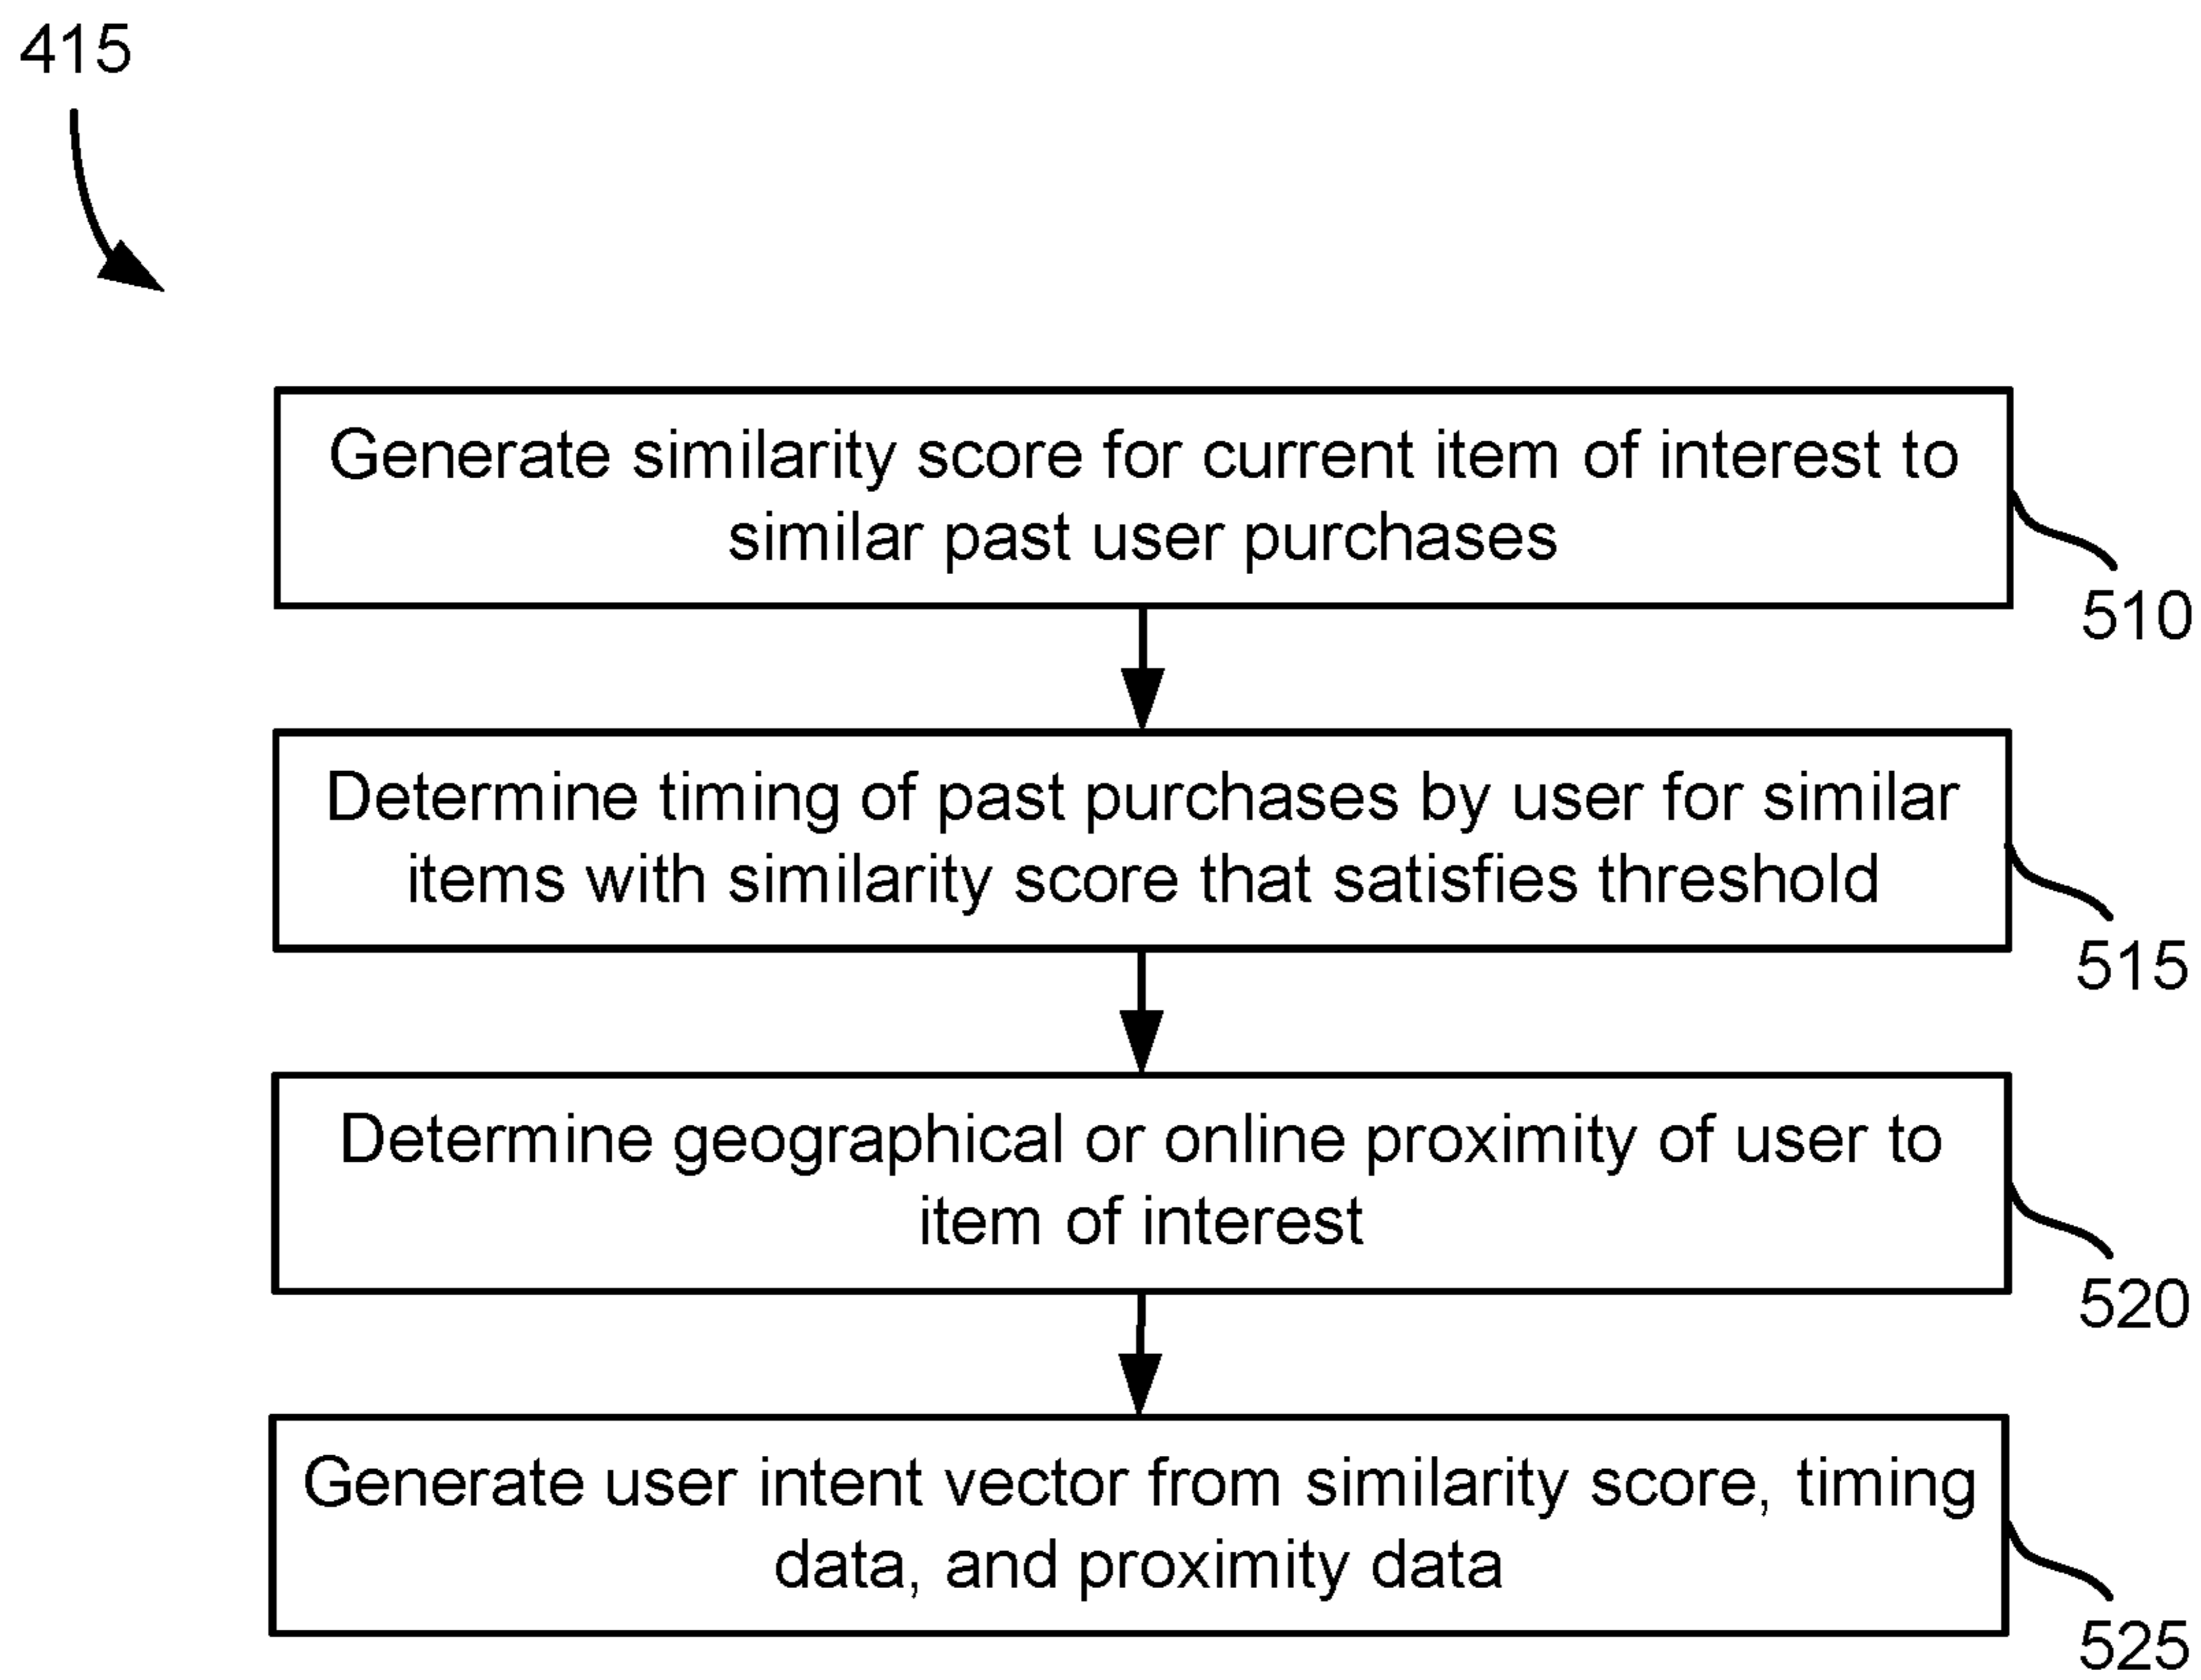 415
Generate similarity score for current item of interest to
similar past user purchases
510
Determine timing of past purchases by user for similar
items with similarity score that satisfies threshold
515
Determine geographical or online proximity of user to
item of interest
520
Generate user intent vector from similarity score, timing
data, and proximity data
525